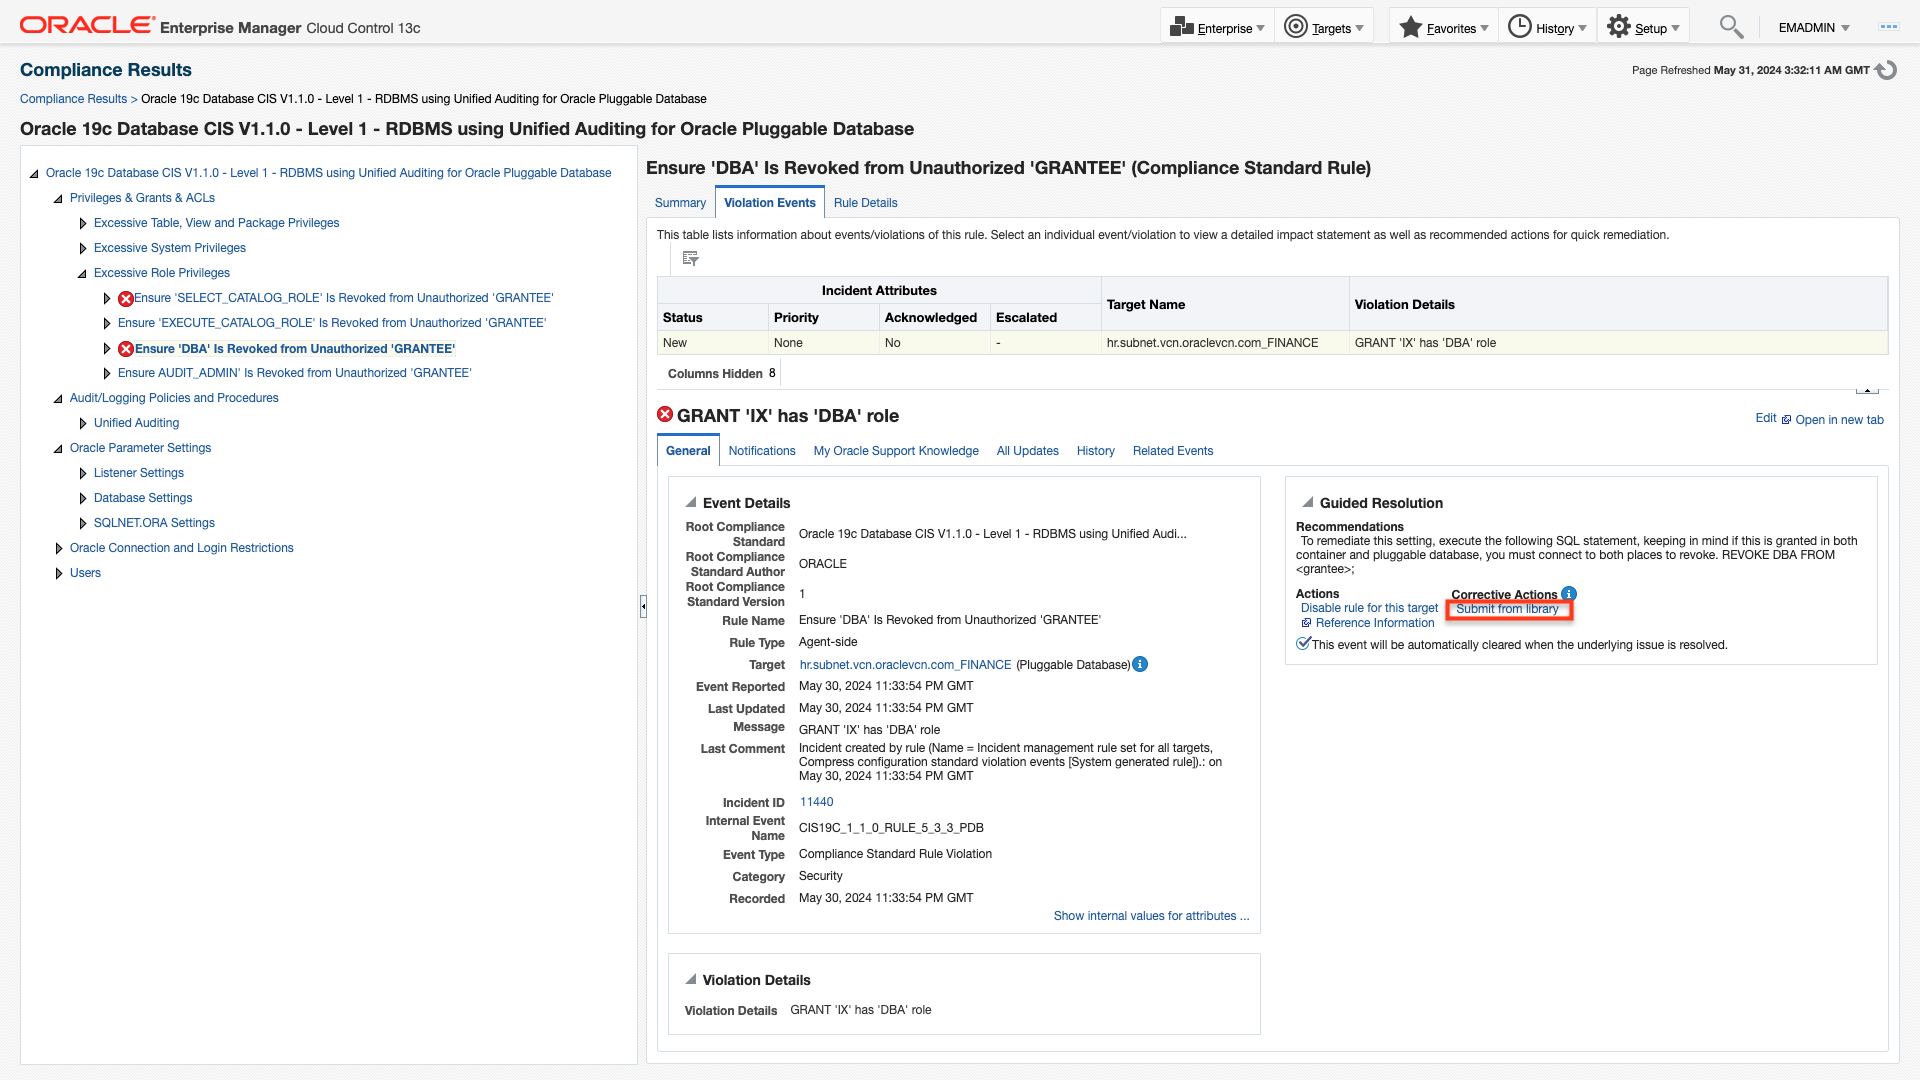 ORACLE Enterprise Manager Cloud Control 13c
Enterprise
Targets
Favorites
History
Setup
EMADMIN
Compliance Results
Page Refreshed May 31, 2024 3:32:11 AM GMT
Compliance Results > Oracle 19c Database CIS V1.1.0 - Level 1 - RDBMS using Unified Auditing for Oracle Pluggable Database
Oracle 19c Database CIS V1.1.0 - Level 1 - RDBMS using Unified Auditing for Oracle Pluggable Database
Oracle 19c Database CIS V1.1.0 - Level 1 - RDBMS using Unified Auditing for Oracle Pluggable Database
Privileges & Grants & ACLs
Excessive Table, View and Package Privileges
Excessive System Privileges
Excessive Role Privileges
Ensure 'SELECT_CATALOG_ROLE' Is Revoked from Unauthorized 'GRANTEE'
Ensure 'EXECUTE_CATALOG_ROLE' Is Revoked from Unauthorized 'GRANTEE'
Ensure 'DBA' Is Revoked from Unauthorized 'GRANTEE'
Ensure AUDIT_ADMIN' Is Revoked from Unauthorized 'GRANTEE'
Audit/Logging Policies and Procedures
Unified Auditing
Oracle Parameter Settings
Listener Settings
Database Settings
SQLNET.ORA Settings
Oracle Connection and Login Restrictions
Users
Ensure 'DBA' Is Revoked from Unauthorized 'GRANTEE' (Compliance Standard Rule)
Summary
Violation Events
Rule Details
This table lists information about events/violations of this rule. Select an individual event/violation to view a detailed impact statement as well as recommended actions for quick remediation.
Incident Attributes
Target Name
Violation Details
Status
Priority
Acknowledged
Escalated
New
None
No
-
hr.subnet.vcn.oraclevcn.com_FINANCE
GRANT 'IX' has 'DBA' role
Columns Hidden 8
GRANT 'IX' has 'DBA' role
Edit
Open in new tab
General
Notifications
My Oracle Support Knowledge
All Updates
History
Related Events
Event Details
Root Compliance
Standard
Oracle 19c Database CIS V1.1.0 - Level 1 - RDBMS using Unified Audi...
Root Compliance
Standard Author
ORACLE
Root Compliance
Standard Version
1
Rule Name
Ensure 'DBA' Is Revoked from Unauthorized 'GRANTEE'
Rule Type
Agent-side
Target
hr.subnet.vcn.oraclevcn.com_FINANCE (Pluggable Database)
Event Reported
May 30, 2024 11:33:54 PM GMT
Last Updated
May 30, 2024 11:33:54 PM GMT
Message
GRANT 'IX' has 'DBA' role
Last Comment
Incident created by rule (Name = Incident management rule set for all targets,
Compress configuration standard violation events [System generated rule]).: on
May 30, 2024 11:33:54 PM GMT
Incident ID
11440
Internal Event
Name
CIS19C_1_1_0_RULE_5_3_3_PDB
Event Type
Compliance Standard Rule Violation
Category
Security
Recorded
May 30, 2024 11:33:54 PM GMT
Show internal values for attributes ...
Violation Details
Violation Details
GRANT 'IX' has 'DBA' role
Guided Resolution
Recommendations
To remediate this setting, execute the following SQL statement, keeping in mind if this is granted in both
container and pluggable database, you must connect to both places to revoke. REVOKE DBA FROM
<grantee>;
Actions
Corrective Actions
Disable rule for this target
Submit from library
Reference Information
This event will be automatically cleared when the underlying issue is resolved.